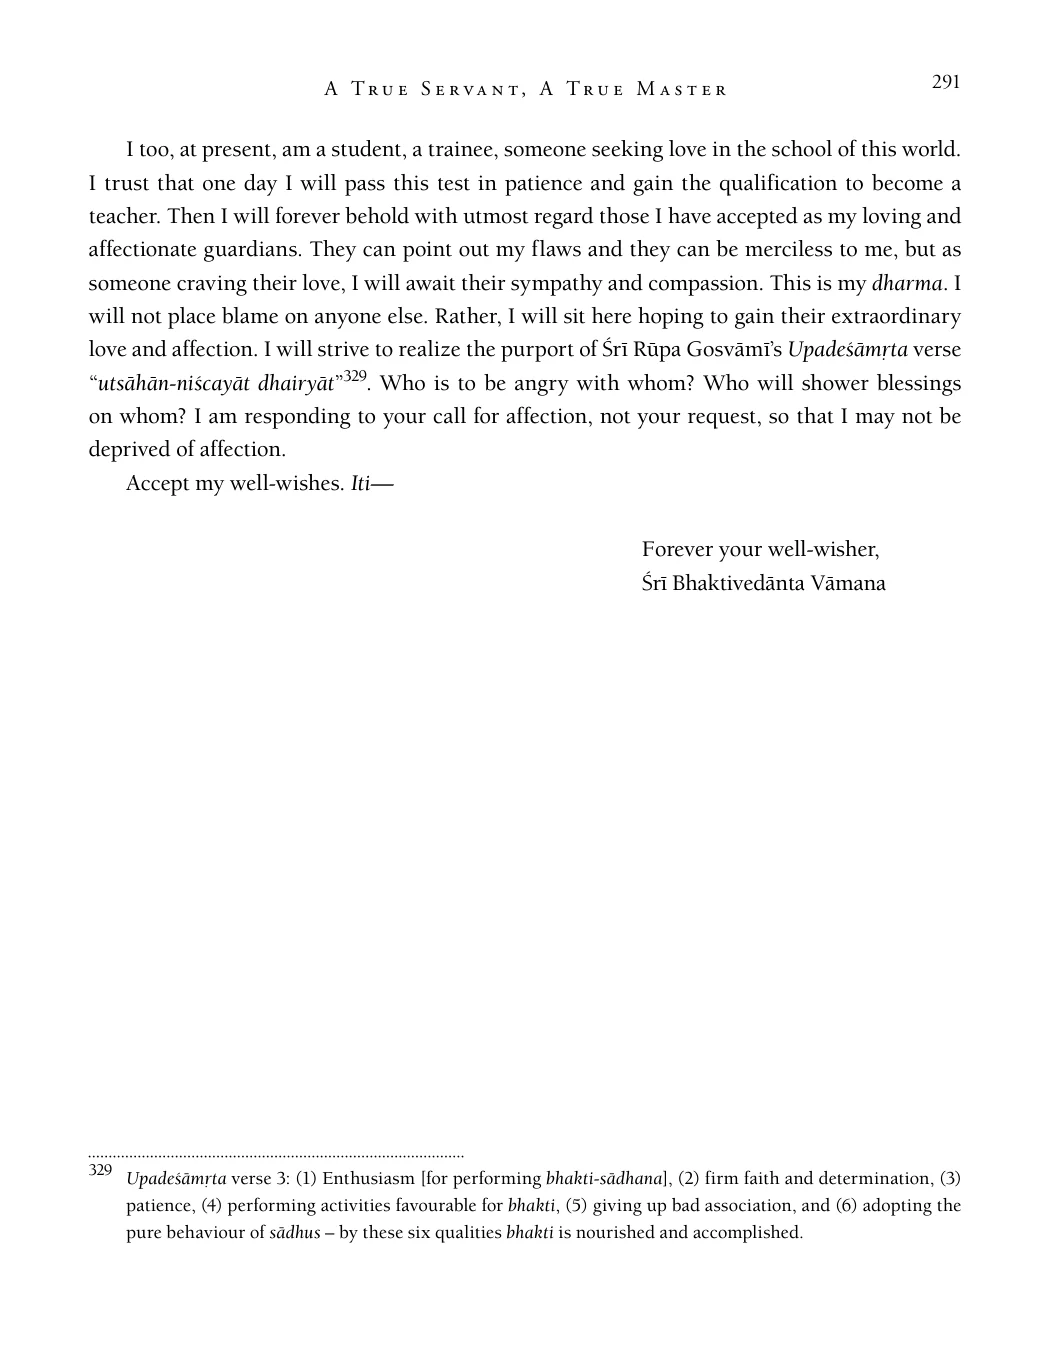 A True Servant, A True Master
291
I too, at present, am a student, a trainee, someone seeking love in the school of this world.
I trust that one day I will pass this test in patience and gain the qualification to become a
teacher. Then I will forever behold with utmost regard those I have accepted as my loving and
affectionate guardians. They can point out my flaws and they can be merciless to me, but as
someone craving their love, I will await their sympathy and compassion. This is my dharma. I
will not place blame on anyone else. Rather, I will sit here hoping to gain their extraordinary
love and affection. I will strive to realize the purport of Śrī Rūpa Gosvāmī’s Upadeśāmṛta verse
“utsāhān-niścayāt dhairyāt”329. Who is to be angry with whom? Who will shower blessings
on whom? I am responding to your call for affection, not your request, so that I may not be
deprived of affection.
Accept my well-wishes. Iti—
Forever your well-wisher,
Śrī Bhaktivedānta Vāmana
329 Upadeśāmṛta verse 3: (1) Enthusiasm [for performing bhakti-sādhana], (2) firm faith and determination, (3)
patience, (4) performing activities favourable for bhakti, (5) giving up bad association, and (6) adopting the
pure behaviour of sādhus – by these six qualities bhakti is nourished and accomplished.